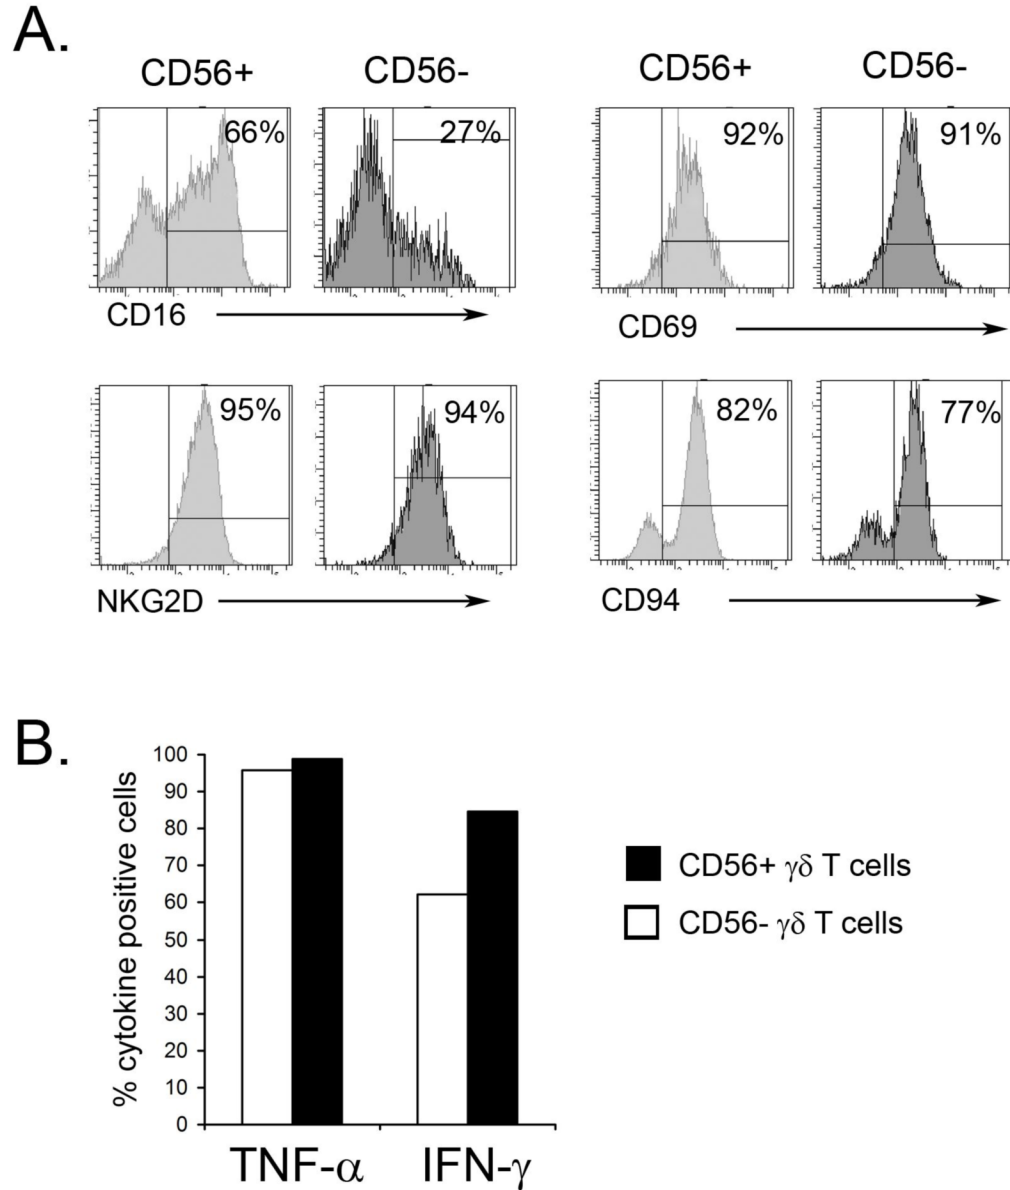 A.
CD56+ CD56- CD56+ CD56-
66% 27% 92% 91%
CD16 CD69
95% 94% 82% 77%
NKG2D CD94
B.
% cytokine positive cells
100
90
80
70
60
50
40
30
20
10
0
TNF-α IFN-γ
CD56+ γδ T cells
CD56- γδ T cells